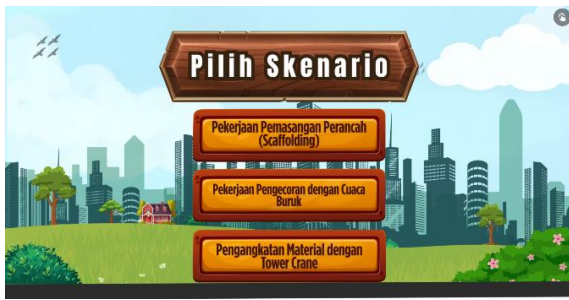 Pilih Skenario
Pekerjaan Pemasangan Perancah
(Scaffolding)
Pekerjaan Pengecoran dengan Cuaca
Buruk
Pengangkatan Material dengan
Tower Crane